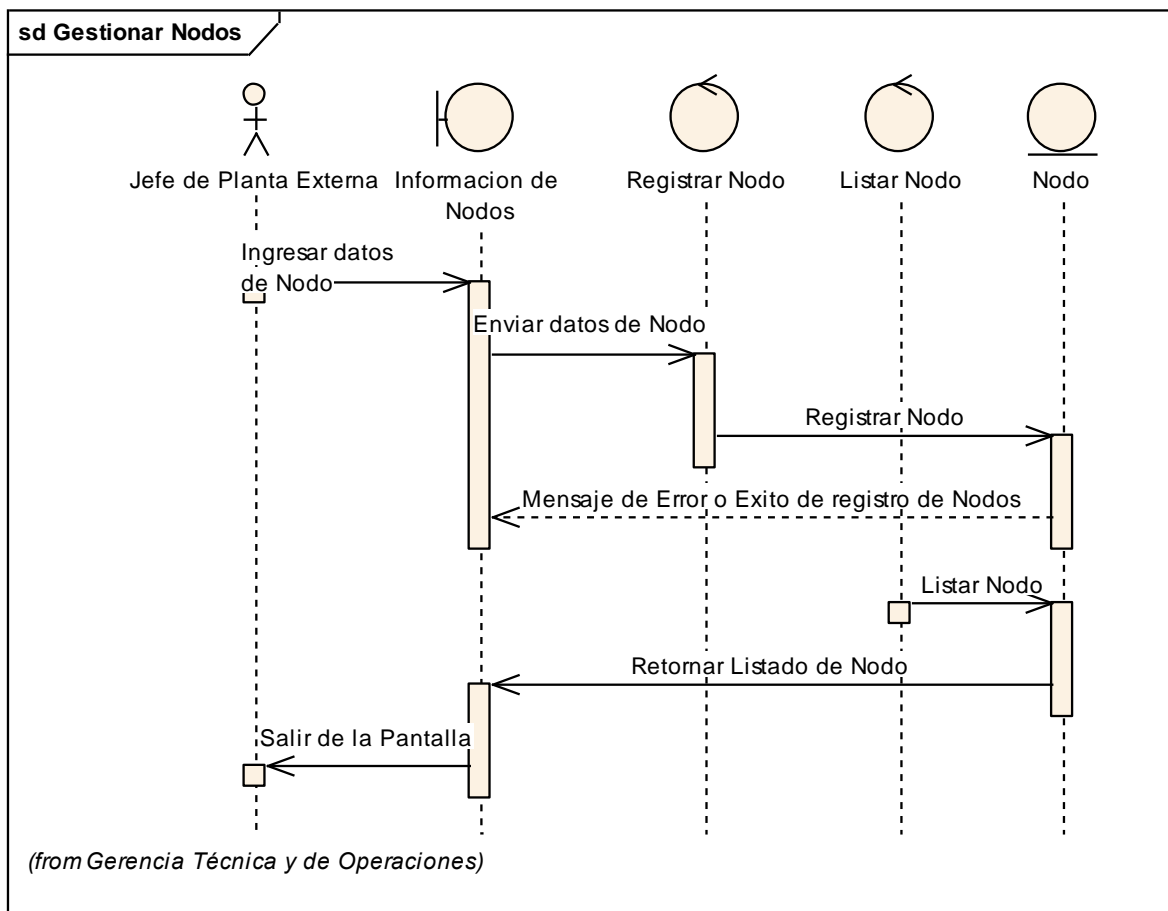 sd Gestionar Nodos
Jefe de Planta Externa
Informacion de
Nodos
Registrar Nodo
Listar Nodo
Nodo
Ingresar datos
de Nodo
Enviar datos de Nodo
Registrar Nodo
Mensaje de Error o Exito de registro de Nodos
Listar Nodo
Retornar Listado de Nodo
Salir de la Pantalla
(from Gerencia Técnica y de Operaciones)